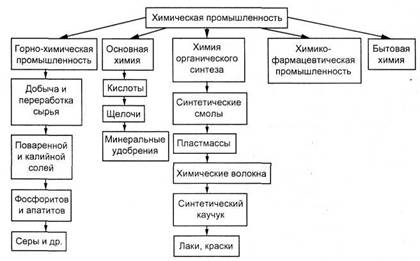 Химическая промышленность
Горно-химическая
промышленность
Основная
химия
Химия
органического
синтеза
Химико-
фармацевтическая
промышленность
Бытовая
химия
Добыча и
переработка
сырья
Поваренной
и калийной
солей
Фосфоритов
и апатитов
Серы и др.
Кислоты
Щелочи
Минеральные
удобрения
Синтетические
смолы
Пластмассы
Химические волокна
Синтетический
каучук
Лаки, краски